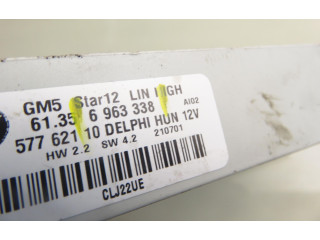 GM5 Star12 LIN HIGH
61.35 6 963 338
AI02
577 621 10 DELPHI HUN 12V
HW 2.2 SW 4.2 210701
CLJ22UE